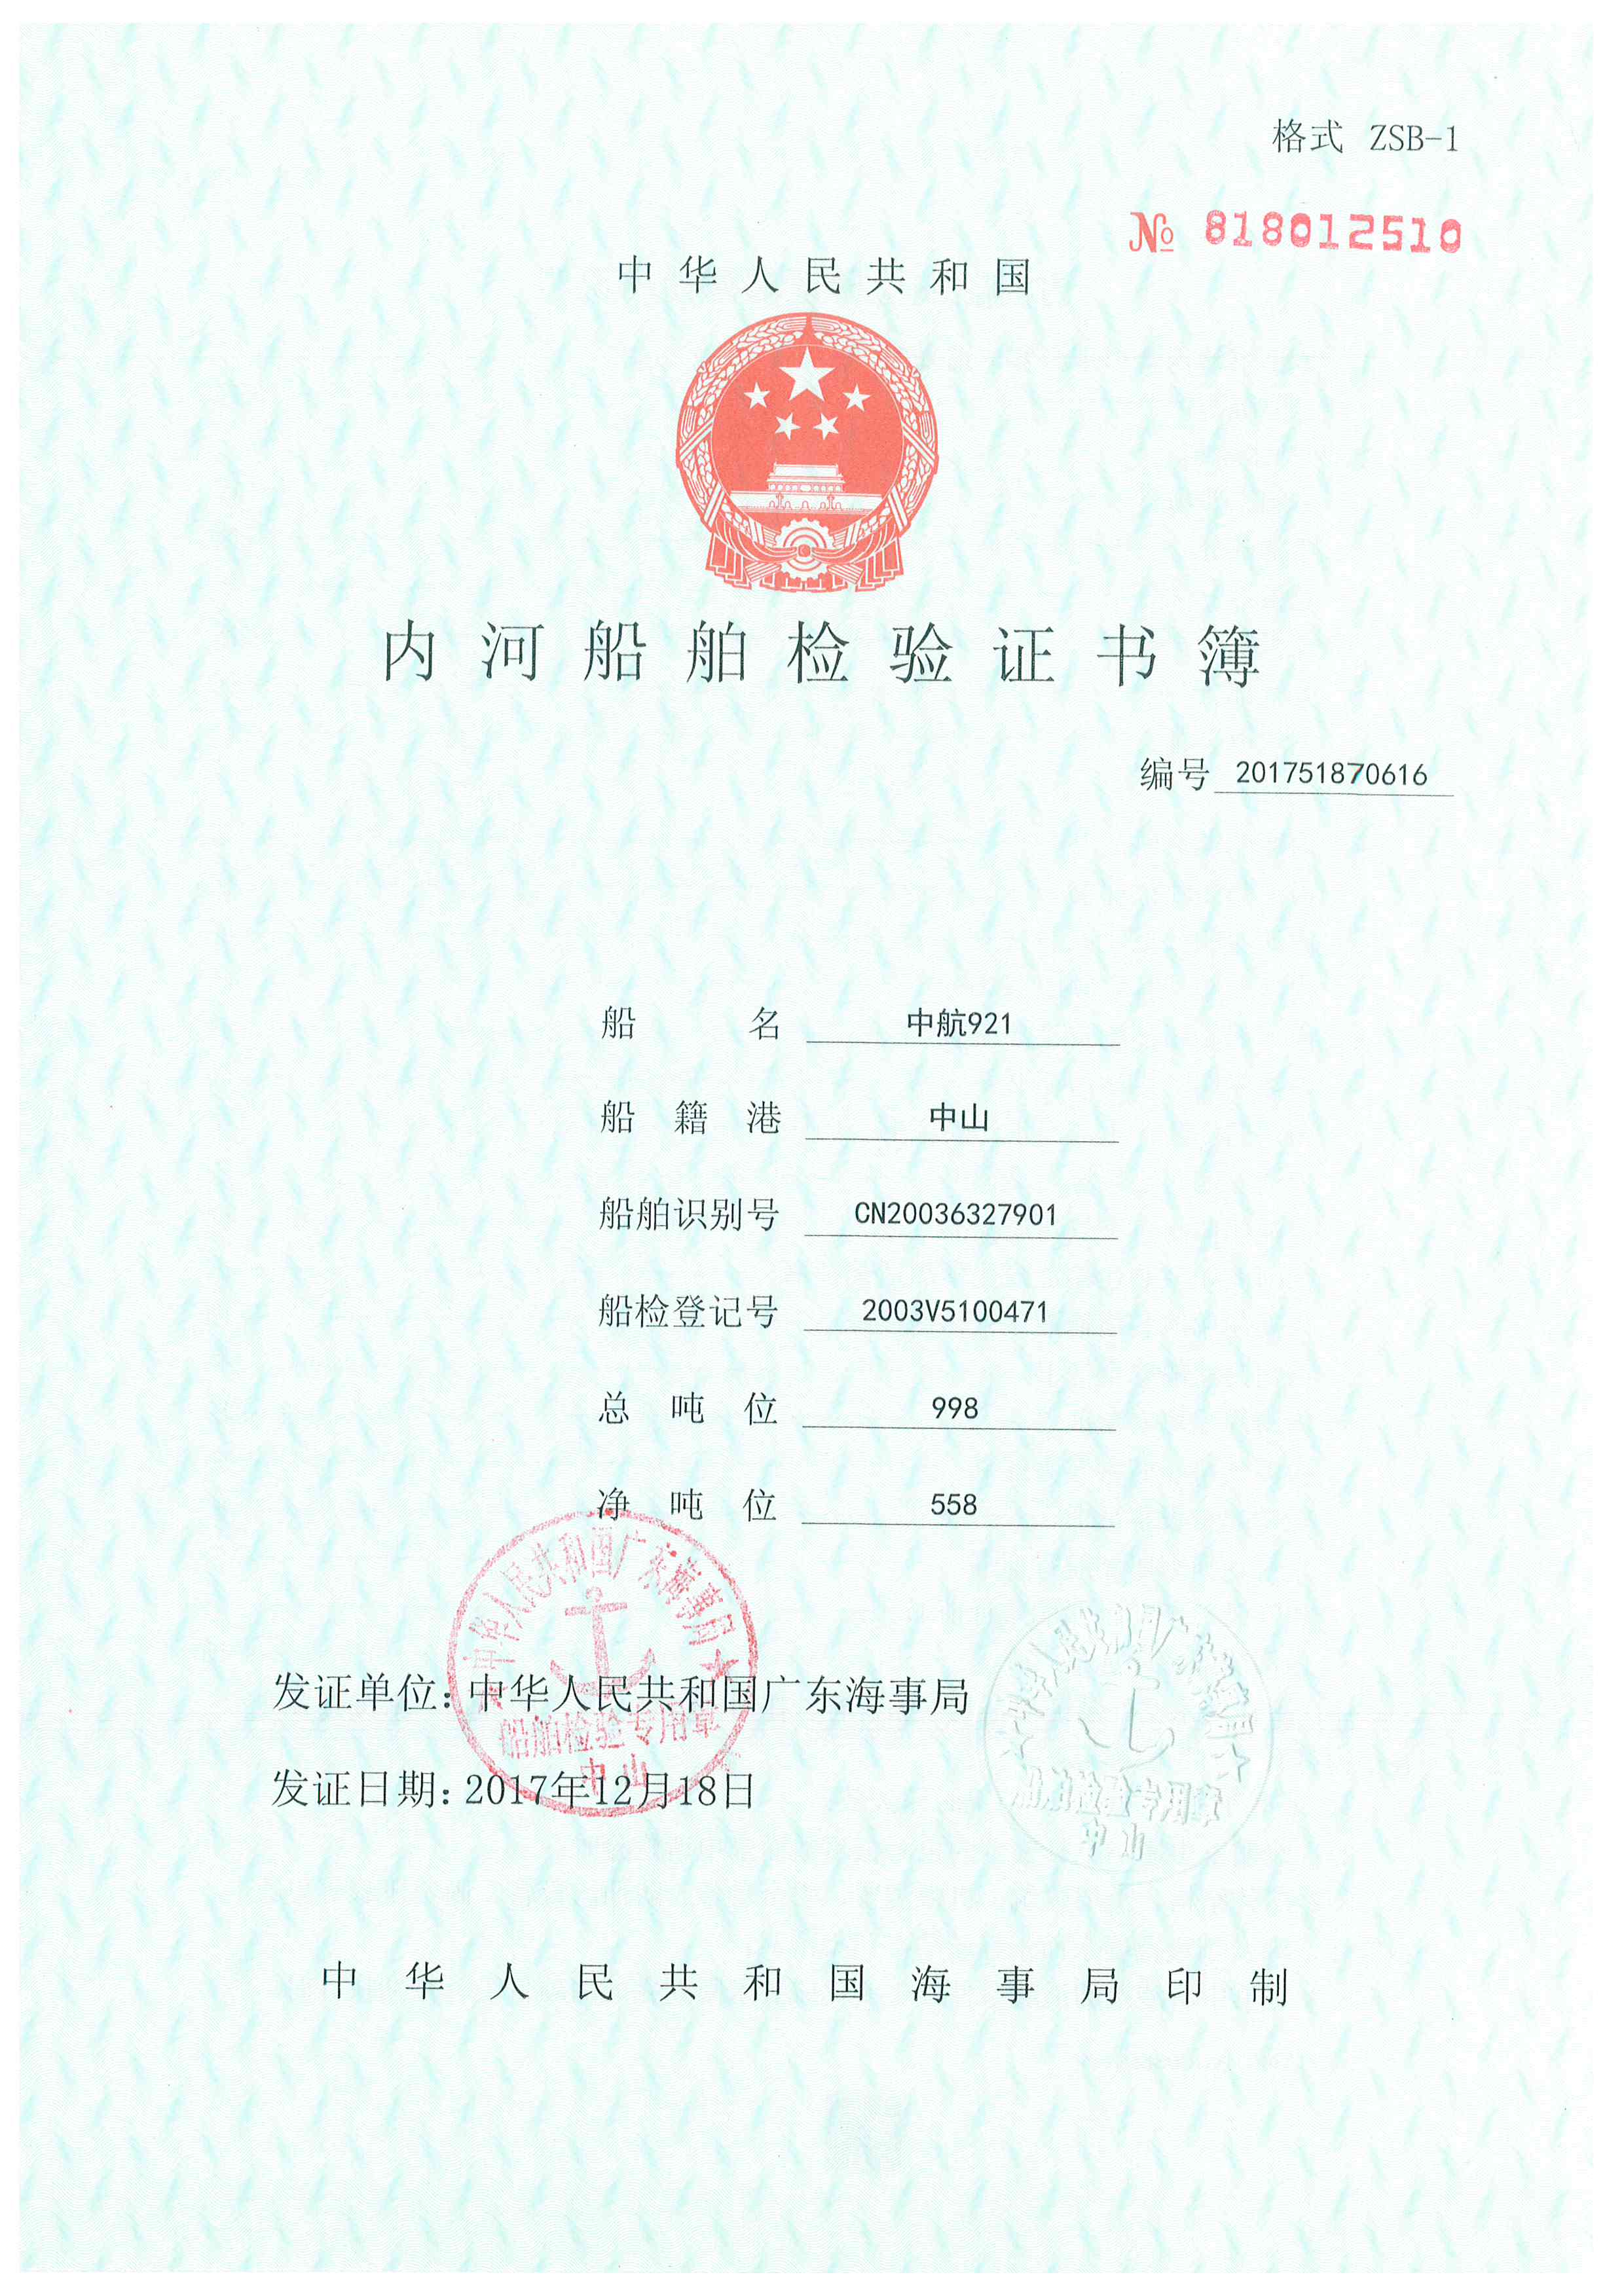 格式 ZSB-1
№ 818012510
中华人民共和国
内河船舶检验证书簿
编号 201751870616
船名 中航921
船籍港 中山
船舶识别号 CN20036327901
船检登记号 2003V5100471
总吨位 998
净吨位 558
中华人民共和国广东海事局
船舶检验专用章
中山
发证单位：中华人民共和国广东海事局
发证日期：2017年12月18日
中华人民共和国广东海事局
船舶检验专用章
中山
中华人民共和国海事局印制